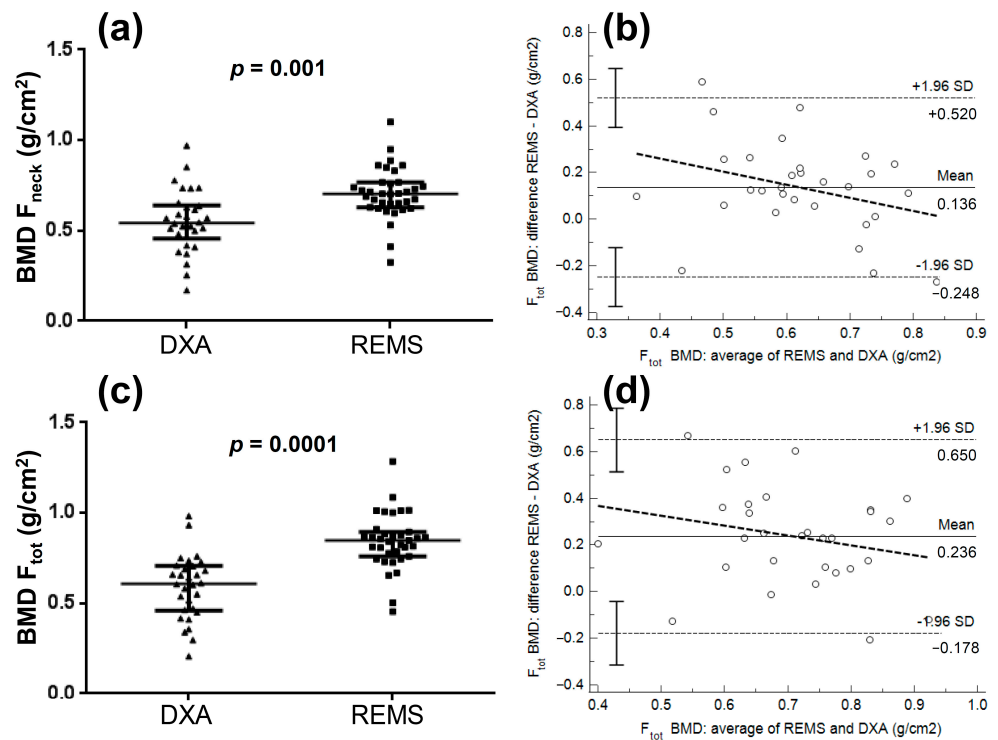 (a)
p = 0.001
BMD Fneck (g/cm2)
1.5
1.0
0.5
0.0
DXA
REMS
(b)
Ftot BMD: difference REMS - DXA (g/cm2)
0.8
0.6
0.4
0.2
0.0
−0.2
−0.4
+1.96 SD
+0.520
Mean
0.136
-1.96 SD
−0.248
0.3
0.4
0.5
0.6
0.7
0.8
0.9
Ftot BMD: average of REMS and DXA (g/cm2)
(c)
p = 0.0001
BMD Ftot (g/cm2)
1.5
1.0
0.5
0.0
DXA
REMS
(d)
Ftot BMD: difference REMS - DXA (g/cm2)
0.8
0.6
0.4
0.2
0.0
−0.2
−0.4
+1.96 SD
0.650
Mean
0.236
-1.96 SD
−0.178
0.4
0.5
0.6
0.7
0.8
0.9
1.0
Ftot BMD: average of REMS and DXA (g/cm2)